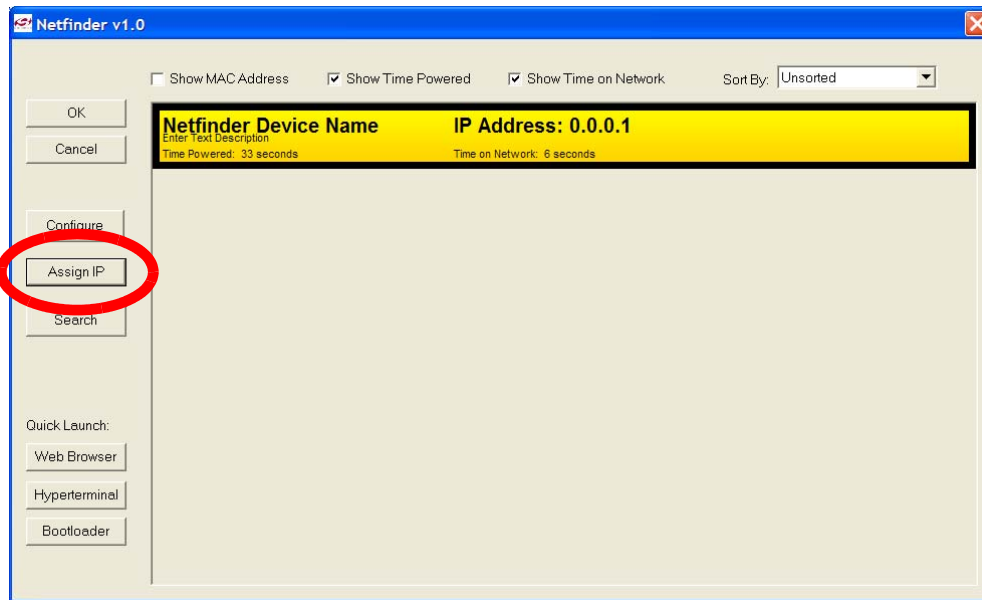 Netfinder v1.0
Show MAC Address Show Time Powered Show Time on Network Sort By: Unsorted
OK
Cancel
Netfinder Device Name IP Address: 0.0.0.1
Enter Text Description
Time Powered: 33 seconds Time on Network: 6 seconds
Configure
Assign IP
Search
Quick Launch:
Web Browser
Hyperterminal
Bootloader